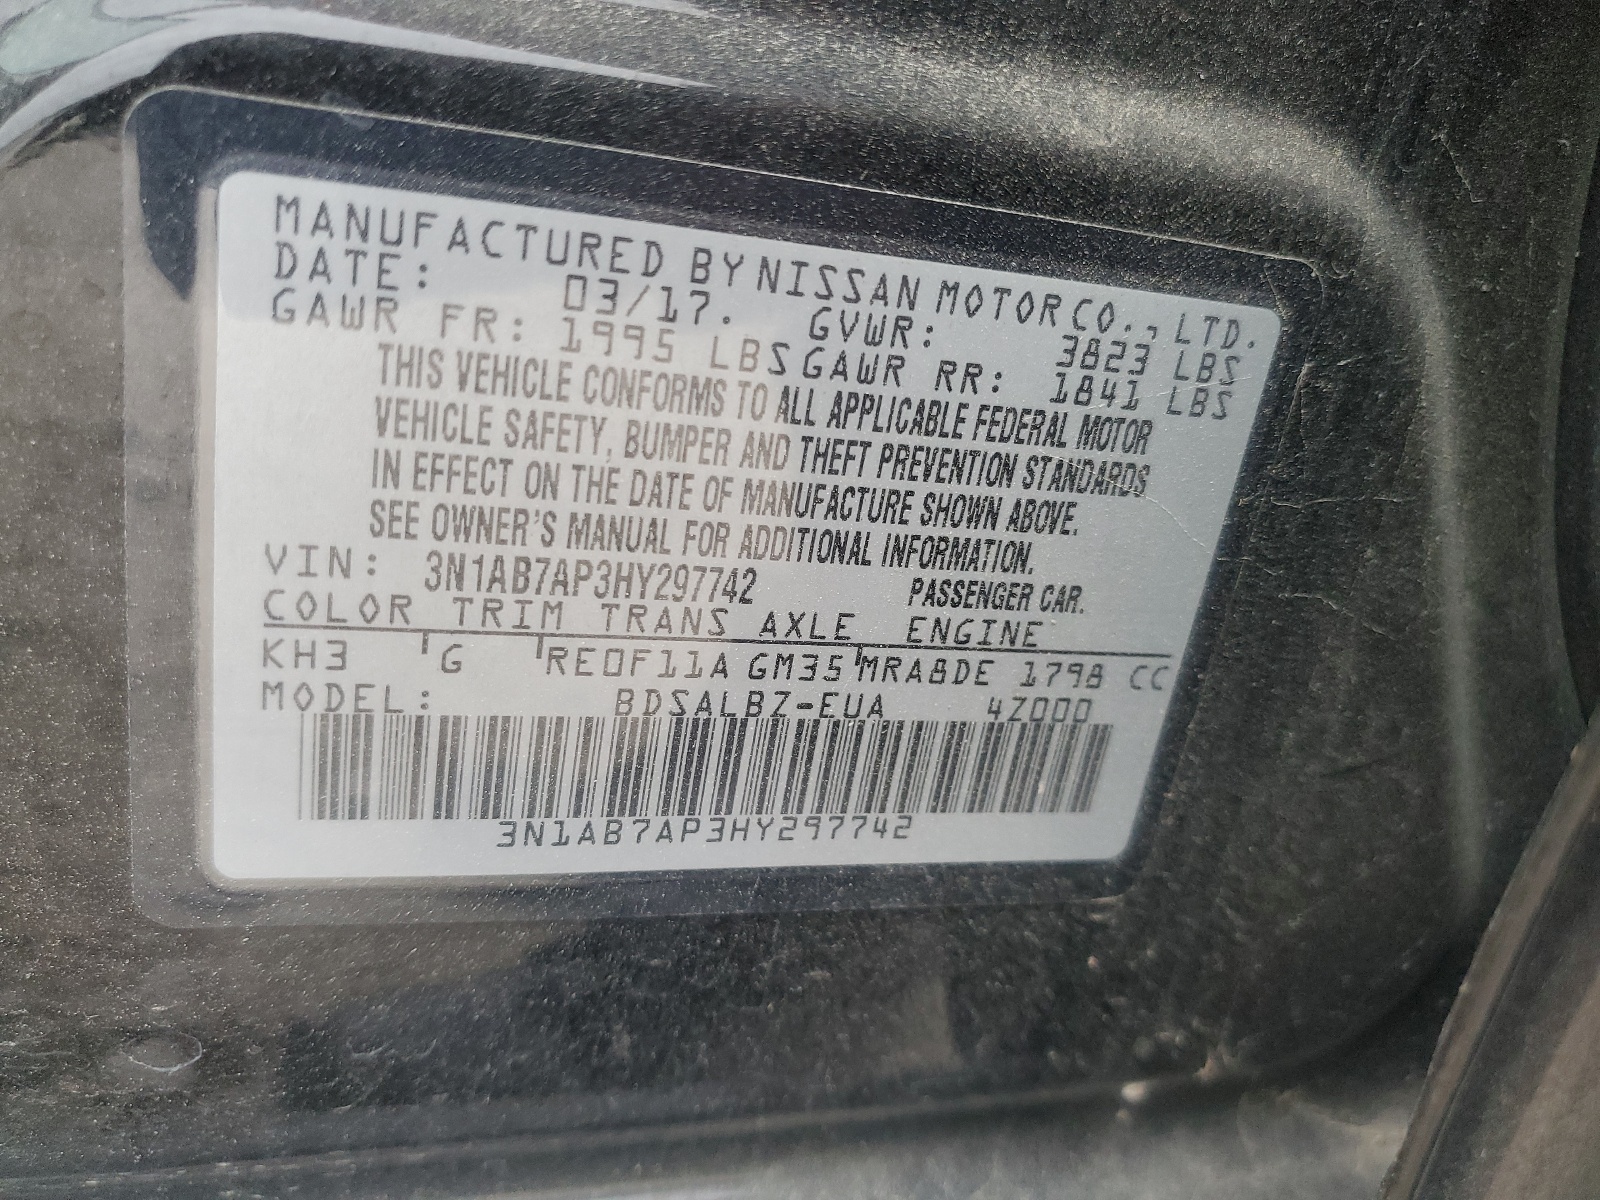 MANUFACTURED BY NISSAN MOTOR CO., LTD.
DATE: 03/17. GVWR: 3823 LBS
GAWR FR: 1995 LBS GAWR RR: 1841 LBS
THIS VEHICLE CONFORMS TO ALL APPLICABLE FEDERAL MOTOR
VEHICLE SAFETY, BUMPER AND THEFT PREVENTION STANDARDS
IN EFFECT ON THE DATE OF MANUFACTURE SHOWN ABOVE.
SEE OWNER'S MANUAL FOR ADDITIONAL INFORMATION.
VIN: 3N1AB7AP3HY297742 PASSENGER CAR.
COLOR TRIM TRANS AXLE ENGINE
KH3 G RE0F11A GM35 MRA8DE 1798 CC
MODEL: BDSALBZ-EUA 4Z000
3N1AB7AP3HY297742